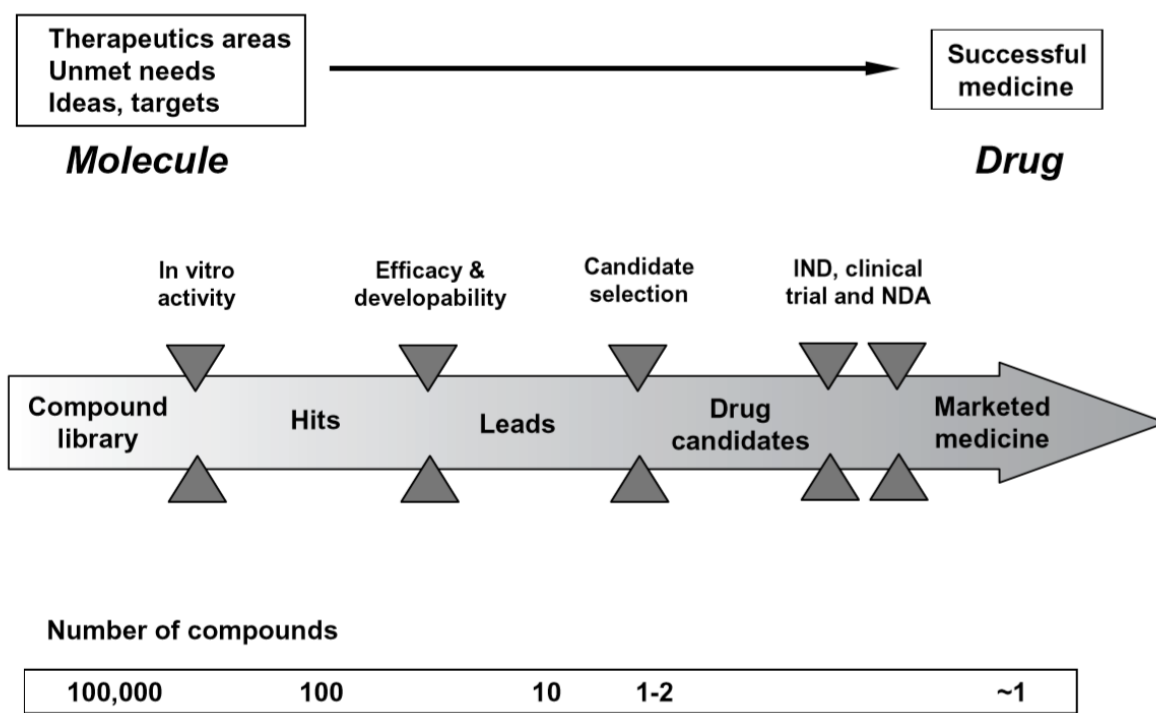 Therapeutics areas
Unmet needs
Ideas, targets
Successful
medicine
Molecule
Drug
In vitro
activity
Efficacy &
developability
Candidate
selection
IND, clinical
trial and NDA
Compound
library
Hits
Leads
Drug
candidates
Marketed
medicine
Number of compounds
100,000 100 10 1-2 ~1